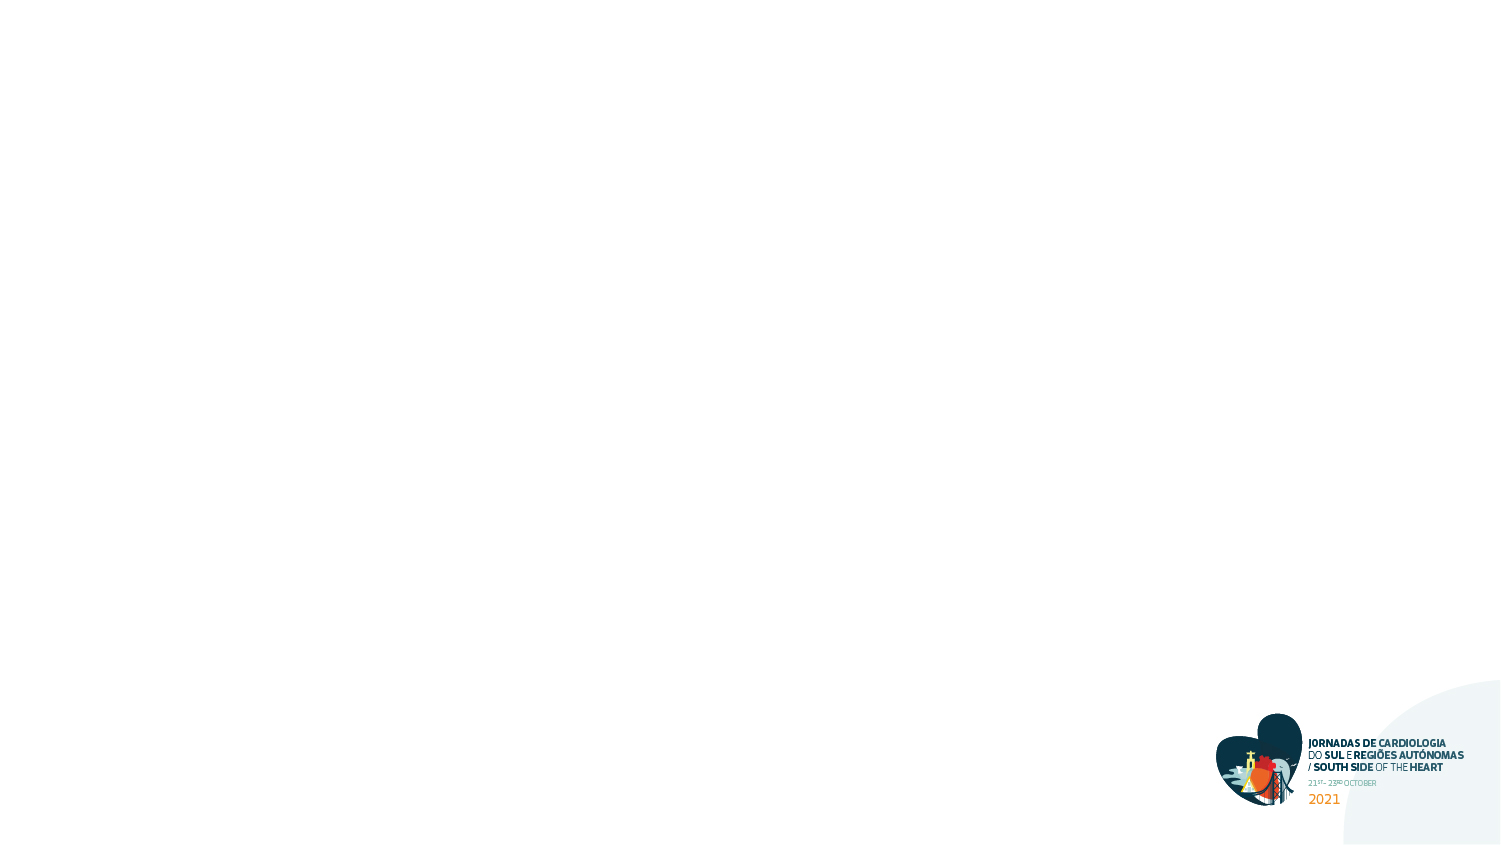 JORNADAS DE CARDIOLOGIA
DO SUL E REGIÕES AUTÓNOMAS
/ SOUTH SIDE OF THE HEART
21ST - 23RD OCTOBER
2021